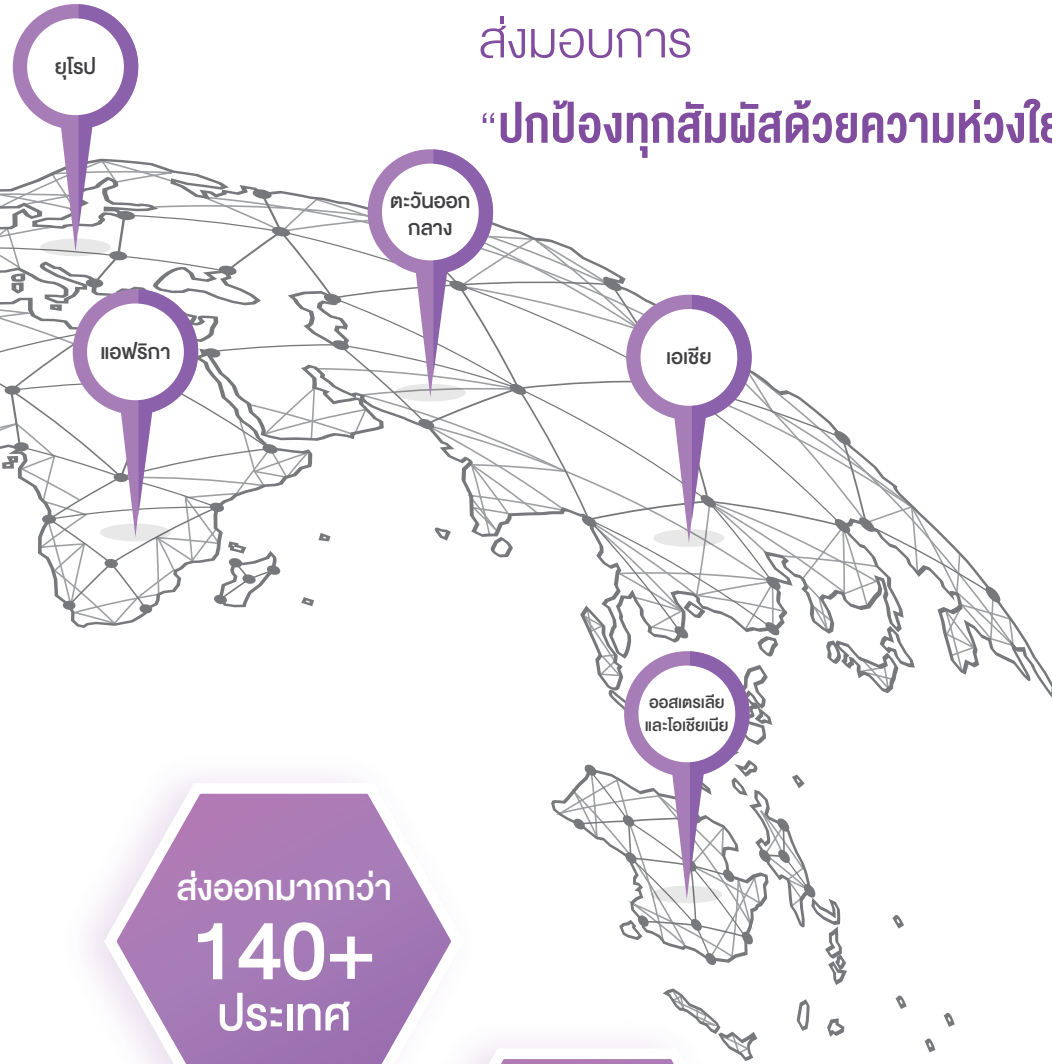 ส่งมอบการ
“ปกป้องทุกสัมผัสด้วยความห่วงใย
ยุโรป
ตะวันออก
กลาง
แอฟริกา
เอเชีย
ออสเตรเลีย
และโอเชียเนีย
ส่งออกมากกว่า
140+
ประเทศ